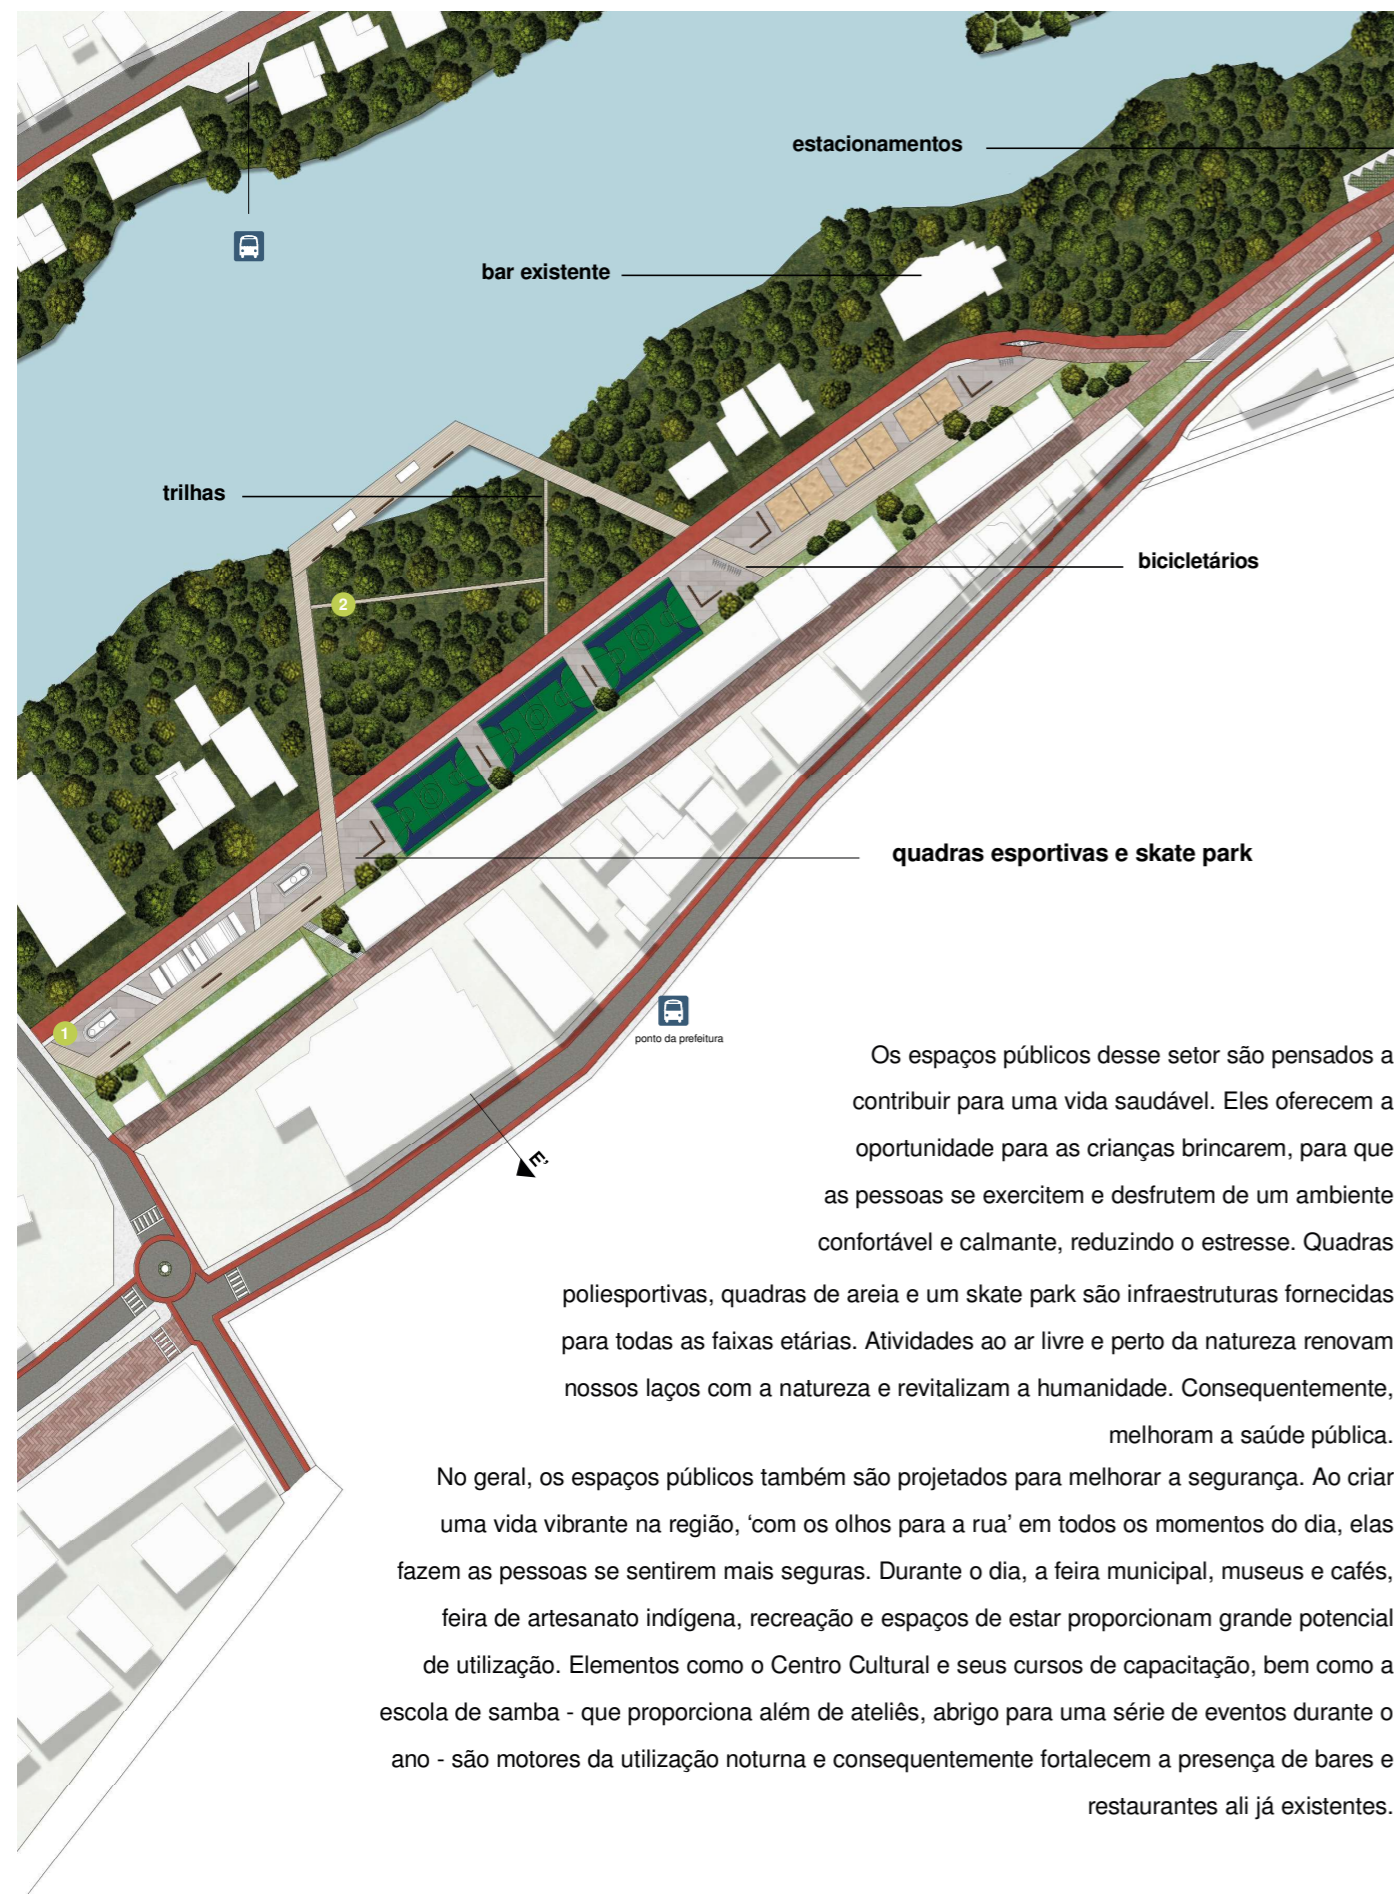 estacionamentos
bar existente
trilhas
bicicletários
2
quadras esportivas e skate park
1
ponto da prefeitura
E'
Os espaços públicos desse setor são pensados a
contribuir para uma vida saudável. Eles oferecem a
oportunidade para as crianças brincarem, para que
as pessoas se exercitem e desfrutem de um ambiente
confortável e calmante, reduzindo o estresse. Quadras
poliesportivas, quadras de areia e um skate park são infraestruturas fornecidas
para todas as faixas etárias. Atividades ao ar livre e perto da natureza renovam
nossos laços com a natureza e revitalizam a humanidade. Consequentemente,
melhoram a saúde pública.
No geral, os espaços públicos também são projetados para melhorar a segurança. Ao criar
uma vida vibrante na região, ‘com os olhos para a rua’ em todos os momentos do dia, elas
fazem as pessoas se sentirem mais seguras. Durante o dia, a feira municipal, museus e cafés,
feira de artesanato indígena, recreação e espaços de estar proporcionam grande potencial
de utilização. Elementos como o Centro Cultural e seus cursos de capacitação, bem como a
escola de samba - que proporciona além de ateliês, abrigo para uma série de eventos durante o
ano - são motores da utilização noturna e consequentemente fortalecem a presença de bares e
restaurantes ali já existentes.